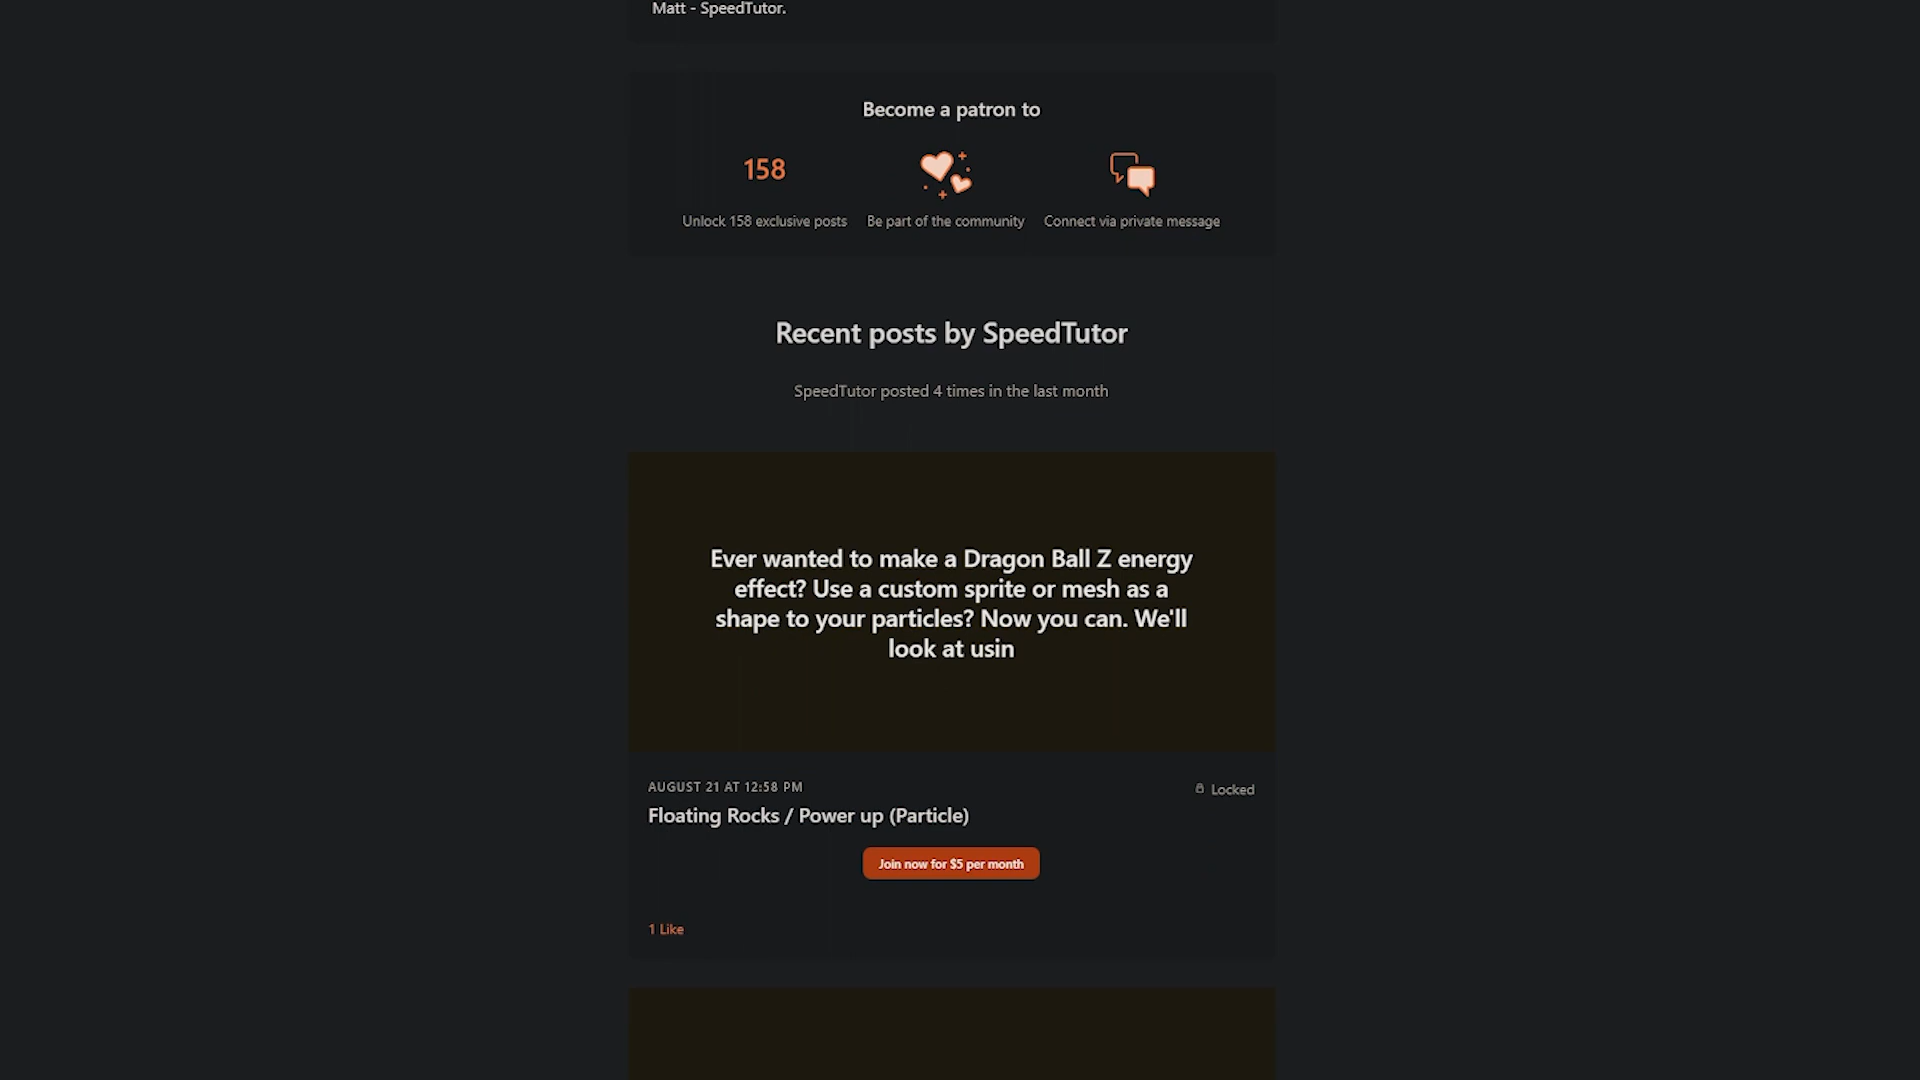 Matt - SpeedTutor.
Become a patron to
158
Unlock 158 exclusive posts
Be part of the community
Connect via private message
Recent posts by SpeedTutor
SpeedTutor posted 4 times in the last month
Ever wanted to make a Dragon Ball Z energy
effect? Use a custom sprite or mesh as a
shape to your particles? Now you can. We'll
look at usin
AUGUST 21 AT 12:58 PM
Locked
Floating Rocks / Power up (Particle)
Join now for $5 per month
1 Like